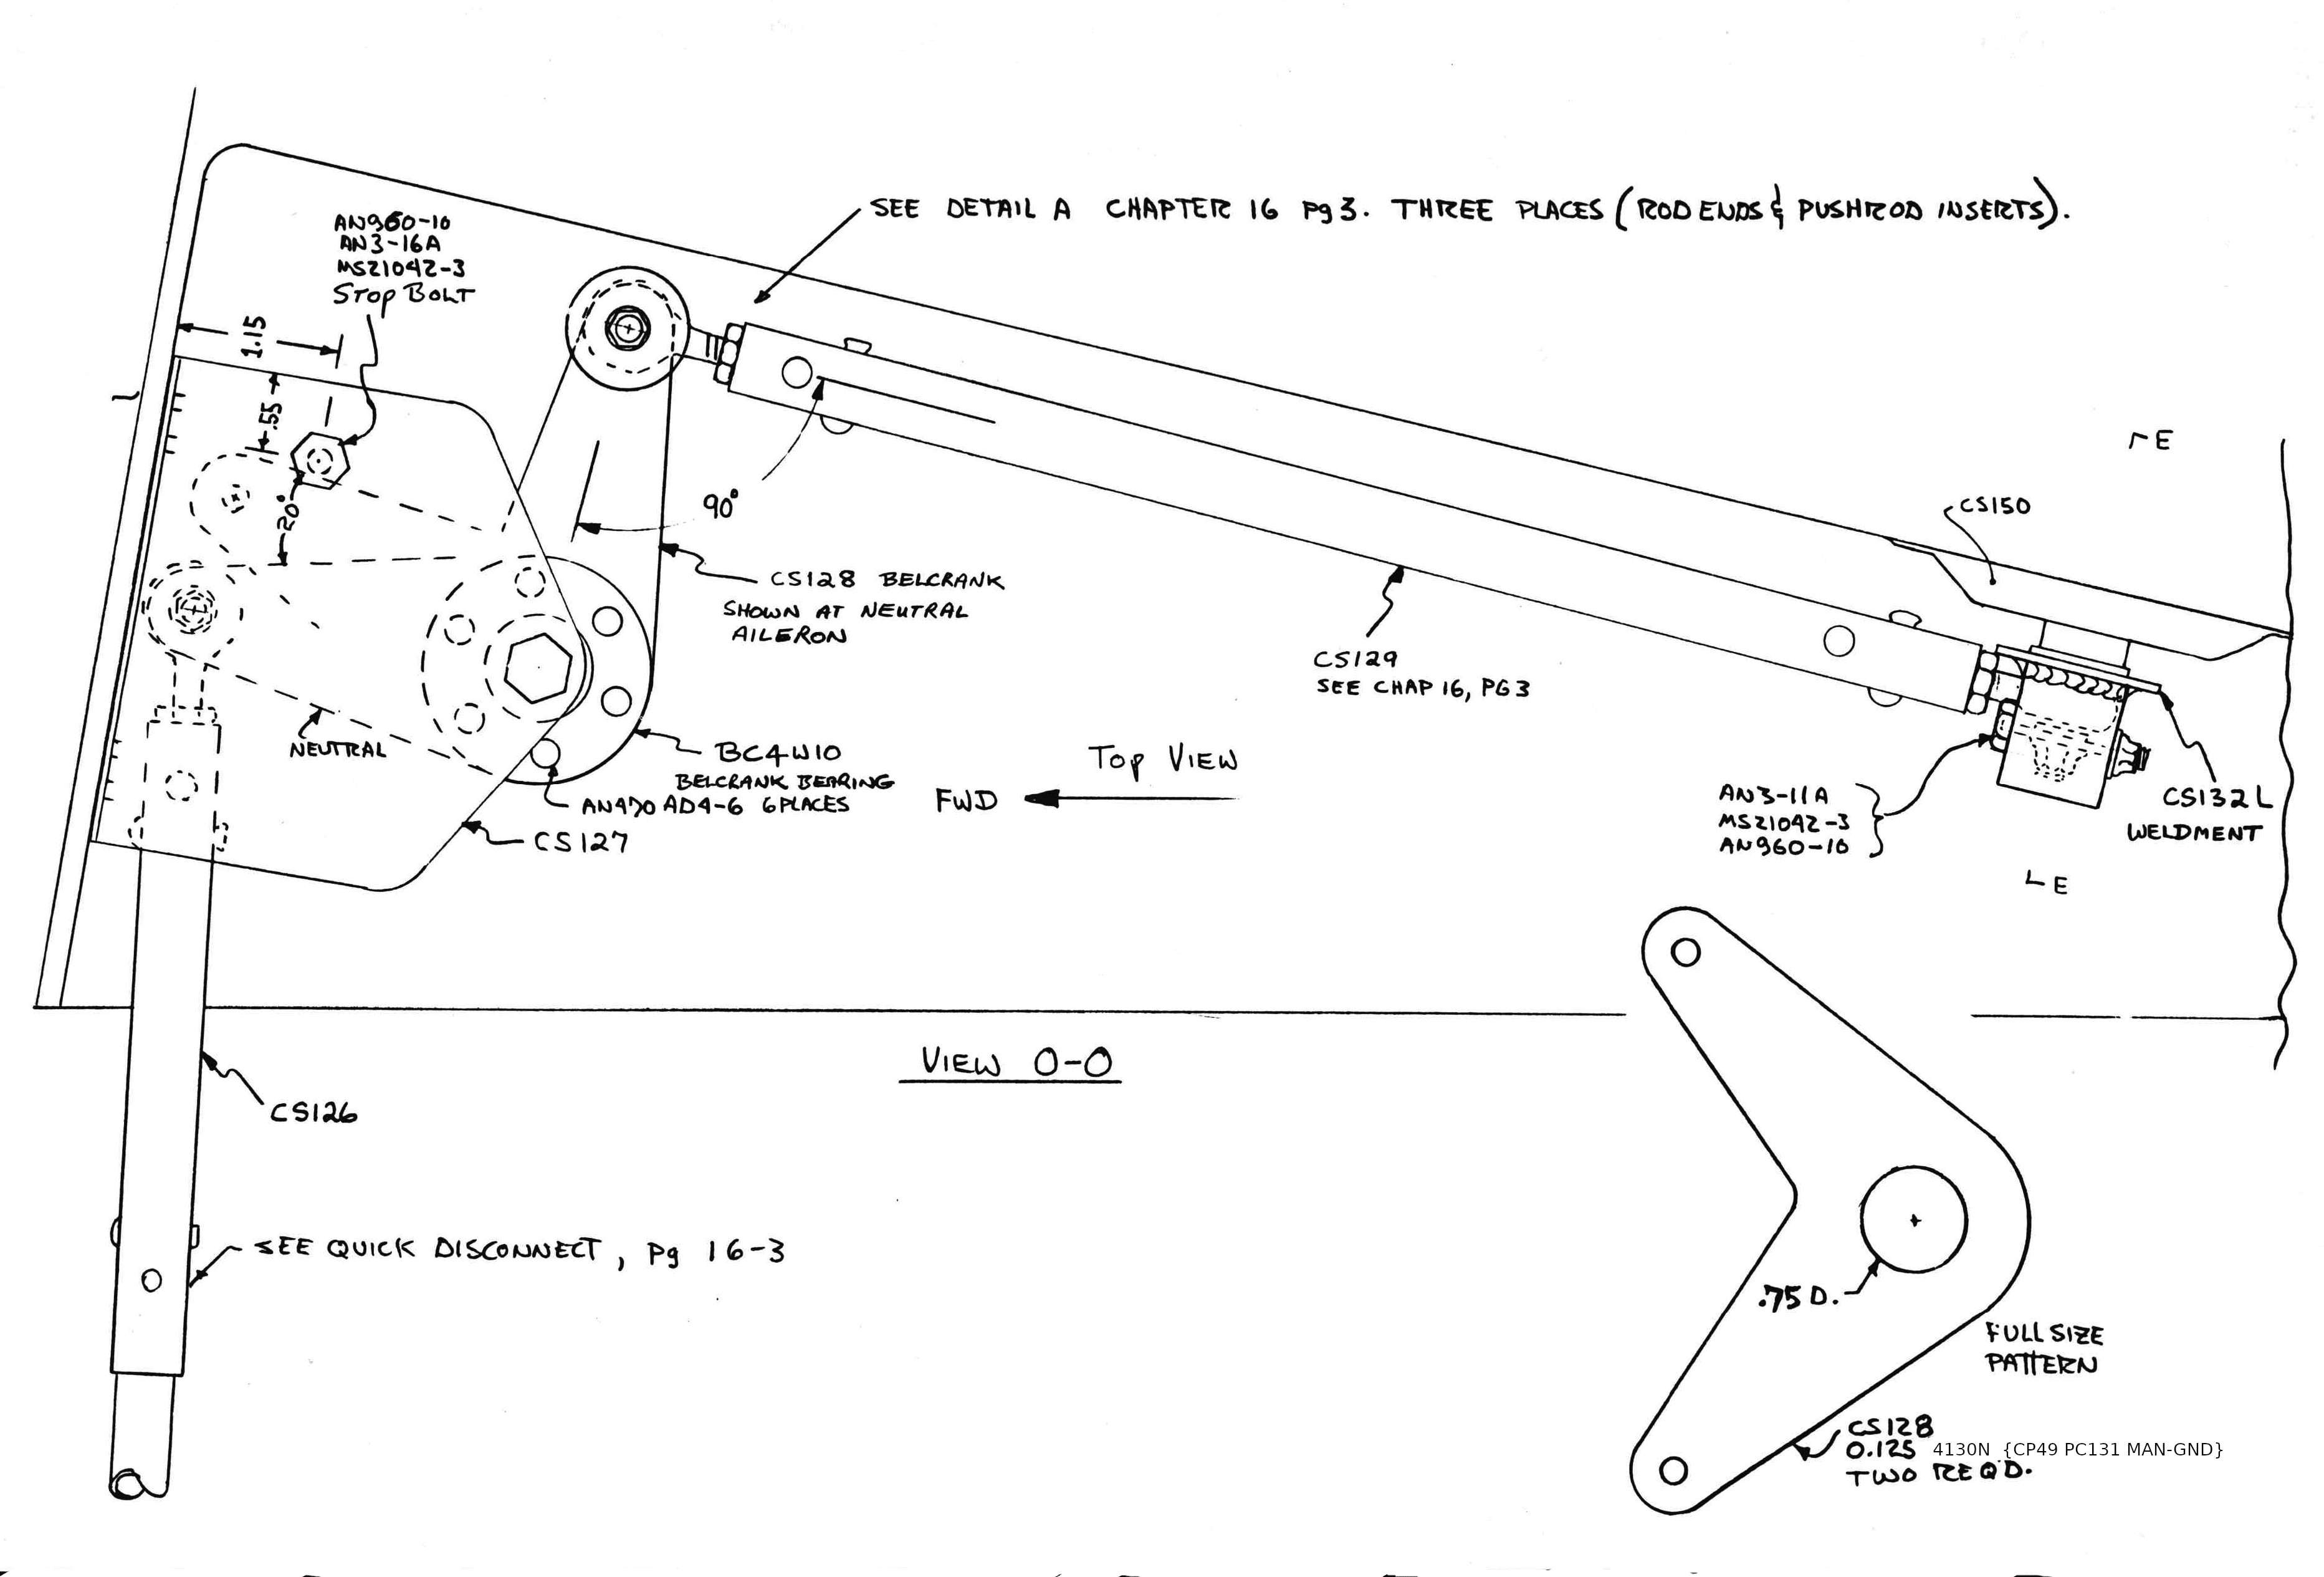 SEE DETAIL A CHAPTER 16 Pg 3. THREE PLACES (ROD ENDS & PUSHROD INSERTS).
AN960-10
AN3-16A
MS21042-3
STOP BOLT
1.15
.55
20°
90°
CS128 BELCRANK
SHOWN AT NEUTRAL
AILERON
NEUTRAL
BC4W10
BELCRANK BEARING
AN470 AD4-6 6 PLACES
CS127
CS129
SEE CHAP 16, PG 3
TOP VIEW
FWD
CS150
CS132L
WELDMENT
AN3-11A
MS21042-3
AN960-10
VIEW O-O
CS126
SEE QUICK DISCONNECT, Pg 16-3
.75 D.
FULL SIZE
PATTERN
CS128
0.125 4130N {CP49 PC131 MAN-GND}
TWO REQ'D.